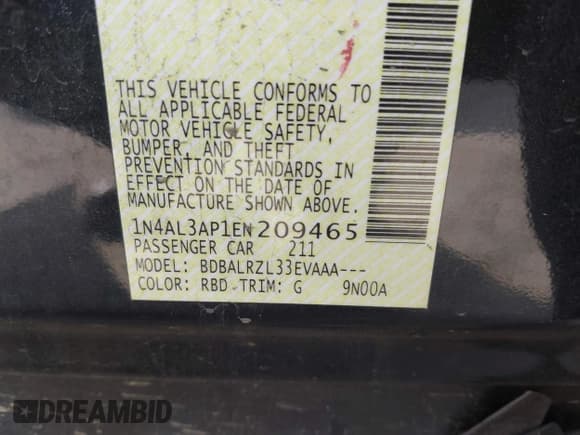 THIS VEHICLE CONFORMS TO
ALL APPLICABLE FEDERAL
MOTOR VEHICLE SAFETY,
BUMPER, AND THEFT
PREVENTION STANDARDS IN
EFFECT ON THE DATE OF
MANUFACTURE SHOWN ABOVE.
1N4AL3AP1EN209465
PASSENGER CAR 211
MODEL: BDBALRZL33EVAAA---
COLOR: RBD TRIM: G 9N00A
DREAMBID